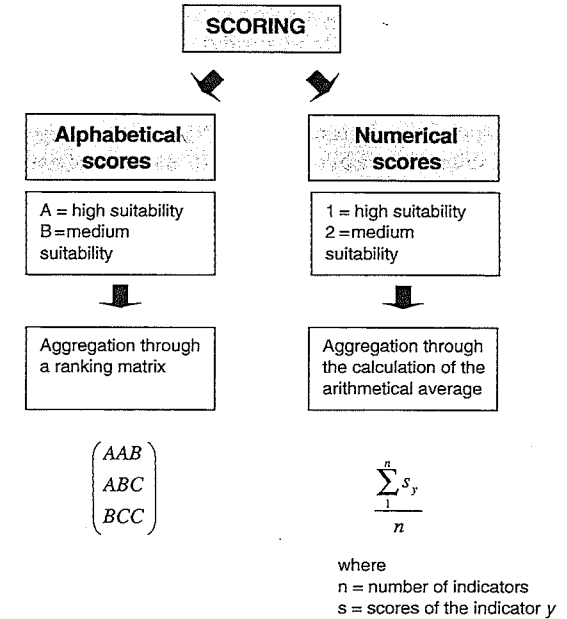 SCORING
Alphabetical
scores
A = high suitability
B =medium
suitability
Aggregation through
a ranking matrix
AAB
ABC
BCC
Numerical
scores
1 = high suitability
2 =medium
suitability
Aggregation through
the calculation of the
arithmetical average
n
∑ s_y
1
n
where
n = number of indicators
s = scores of the indicator y